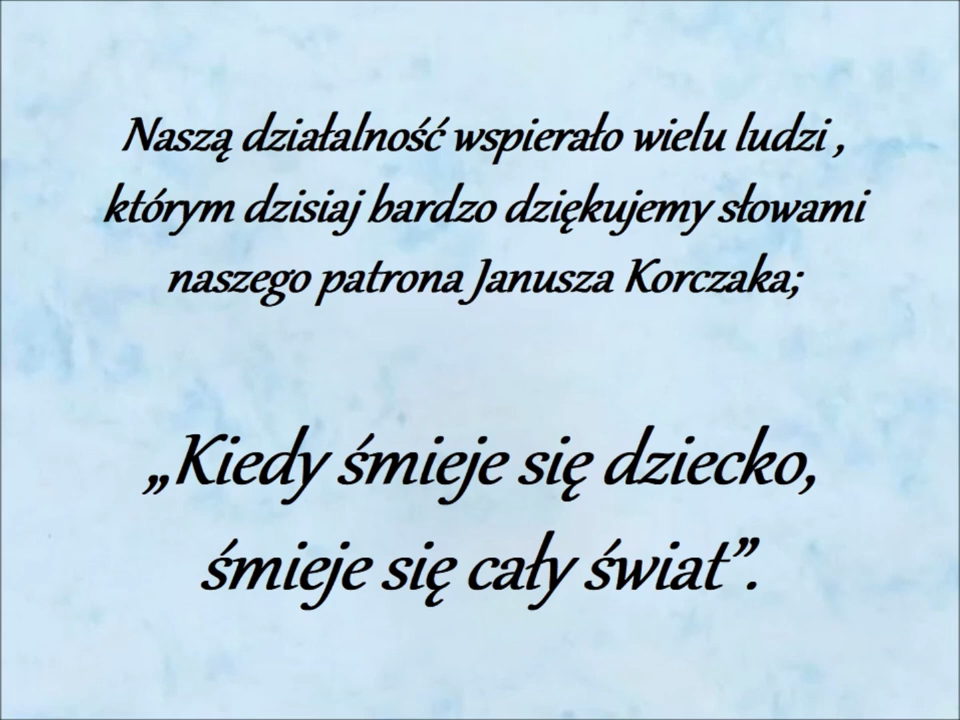 Naszą działalność wspierało wielu ludzi ,
którym dzisiaj bardzo dziękujemy słowami
naszego patrona Janusza Korczaka;
„Kiedy śmieje się dziecko,
śmieje się cały świat”.